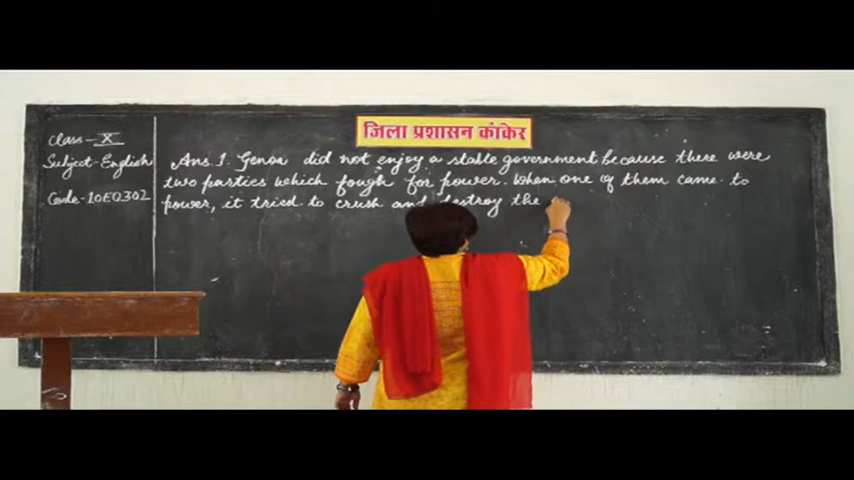 जिला प्रशासन कांकेर
Class - X
Subject - English
Code - 10E0302
Ans. 1. Genoa did not enjoy a stable government because there were
two parties which fough for power. When one of them came to
power, it tried to crush and destroy the